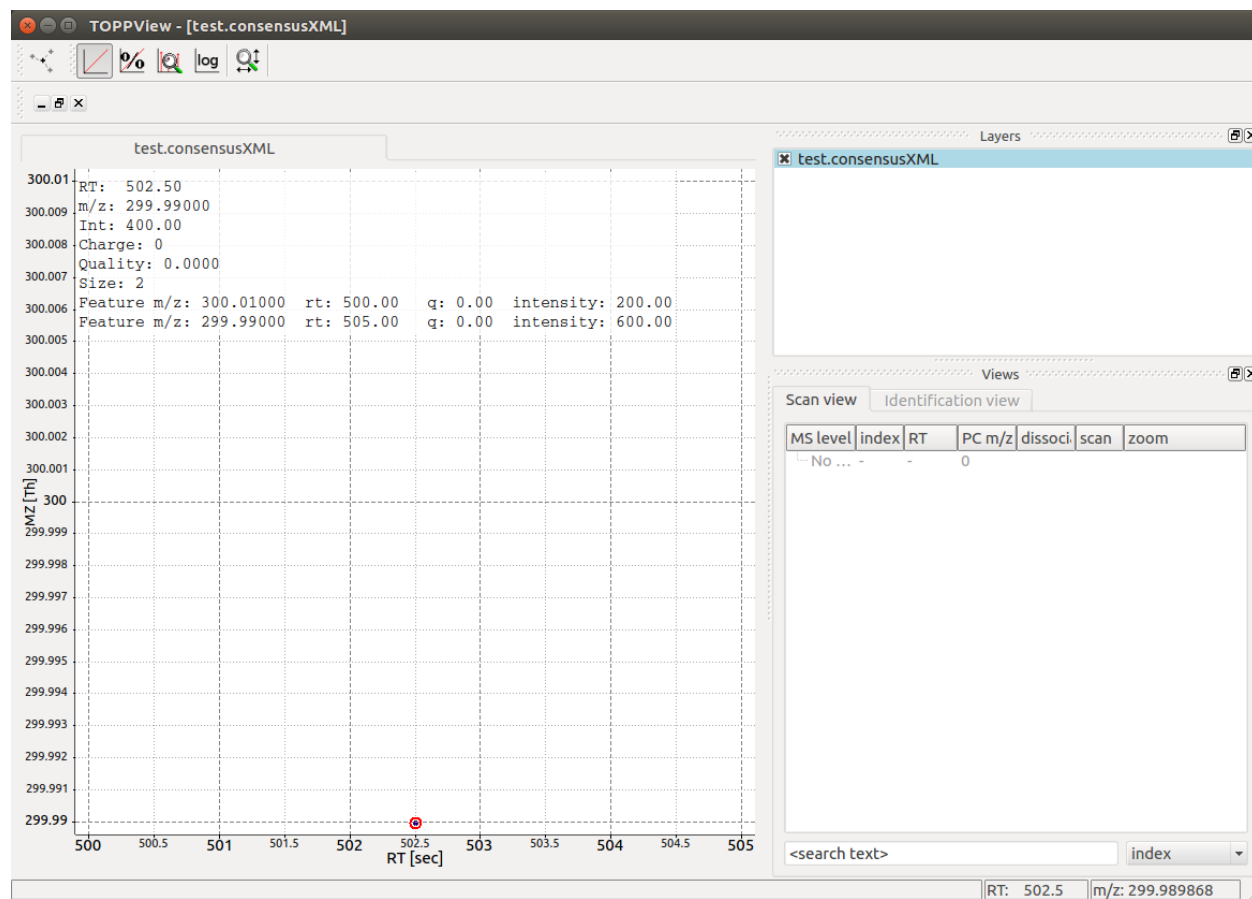 TOPPView - [test.consensusXML]
% log
test.consensusXML
Layers
test.consensusXML
300.01
300.009
300.008
300.007
300.006
300.005
300.004
300.003
300.002
300.001
300
299.999
299.998
299.997
299.996
299.995
299.994
299.993
299.992
299.991
299.99
MZ [Th]
RT: 502.50
m/z: 299.99000
Int: 400.00
Charge: 0
Quality: 0.0000
Size: 2
Feature m/z: 300.01000 rt: 500.00 q: 0.00 intensity: 200.00
Feature m/z: 299.99000 rt: 505.00 q: 0.00 intensity: 600.00
500 500.5 501 501.5 502 502.5 503 503.5 504 504.5 505
RT [sec]
Views
Scan view Identification view
MS level index RT PC m/z dissoci scan zoom
No ... - - 0
<search text> index
RT: 502.5 m/z: 299.989868